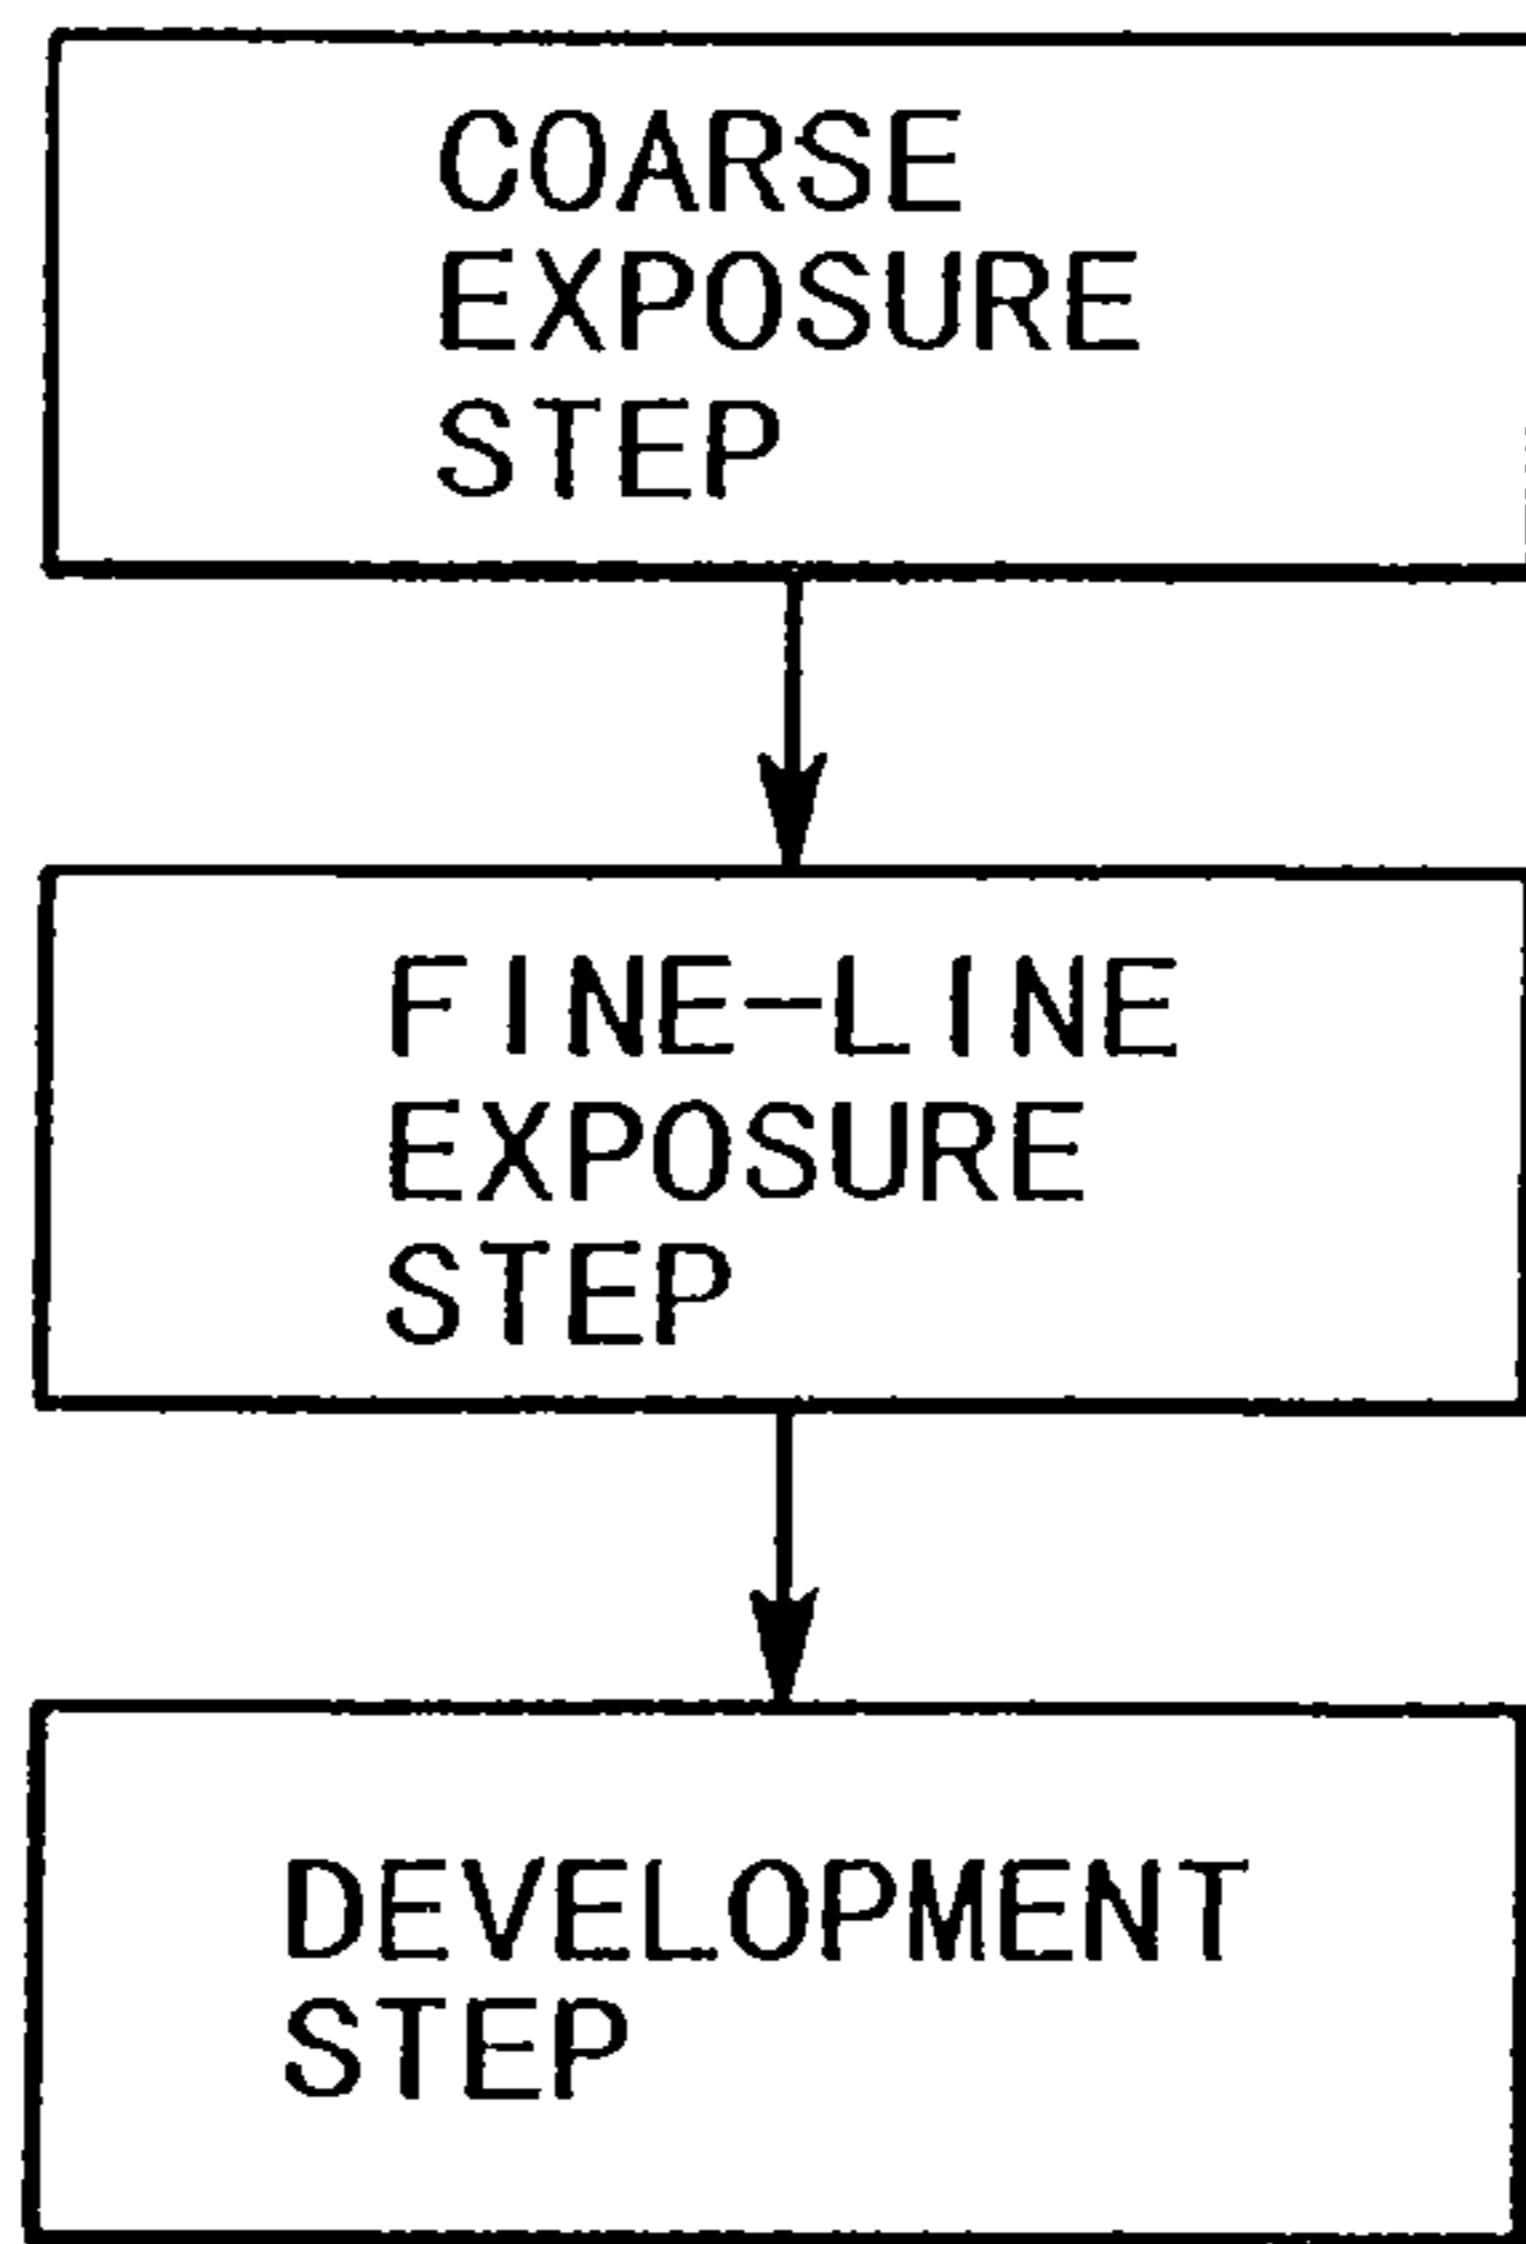 COARSE
EXPOSURE
STEP
FINE-LINE
EXPOSURE
STEP
DEVELOPMENT
STEP